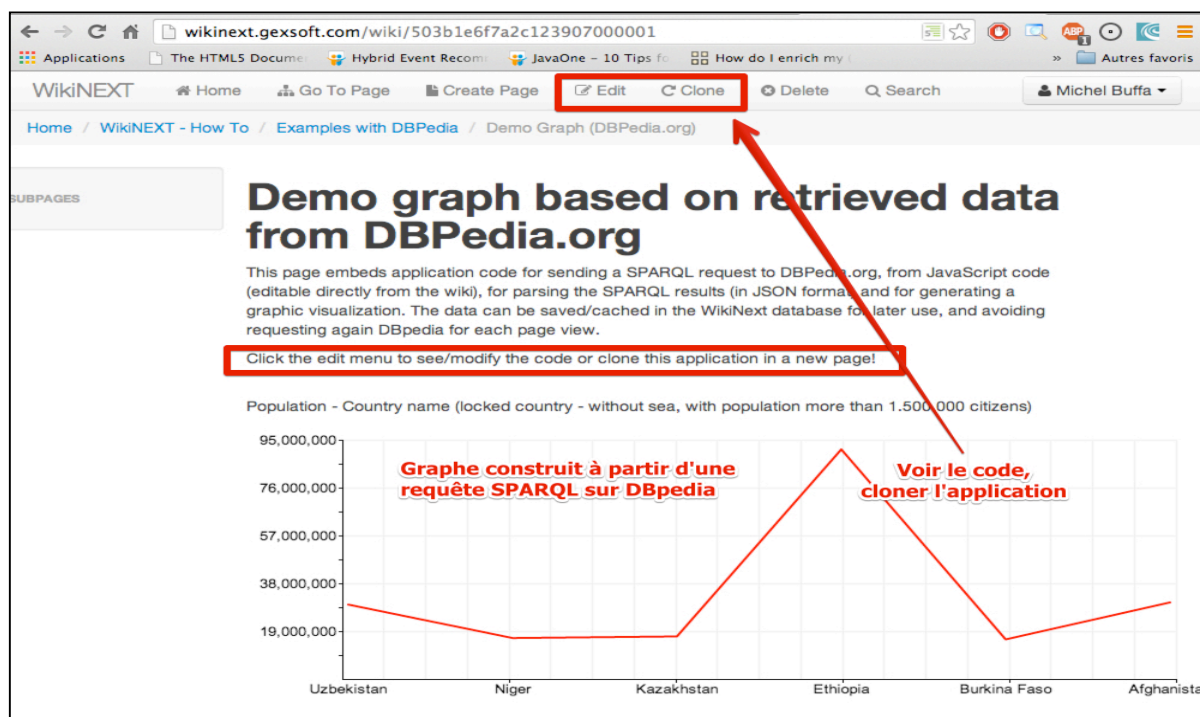 wikinext.gexsoft.com/wiki/503b1e6f7a2c123907000001
Applications The HTML5 Docume Hybrid Event Recom JavaOne – 10 Tips fo How do I enrich my » Autres favoris
WikiNEXT Home Go To Page Create Page Edit Clone Delete Search Michel Buffa
Home / WikiNEXT - How To / Examples with DBPedia / Demo Graph (DBPedia.org)
SUBPAGES
Demo graph based on retrieved data
from DBPedia.org
This page embeds application code for sending a SPARQL request to DBPedia.org, from JavaScript code
(editable directly from the wiki), for parsing the SPARQL results (in JSON format and for generating a
graphic visualization. The data can be saved/cached in the WikiNext database for later use, and avoiding
requesting again DBpedia for each page view.
Click the edit menu to see/modify the code or clone this application in a new page!
Population - Country name (locked country - without sea, with population more than 1.500.000 citizens)
95,000,000
Graphe construit à partir d'une
requête SPARQL sur DBpedia
Voir le code,
cloner l'application
76,000,000
57,000,000
38,000,000
19,000,000
Uzbekistan Niger Kazakhstan Ethiopia Burkina Faso Afghanista